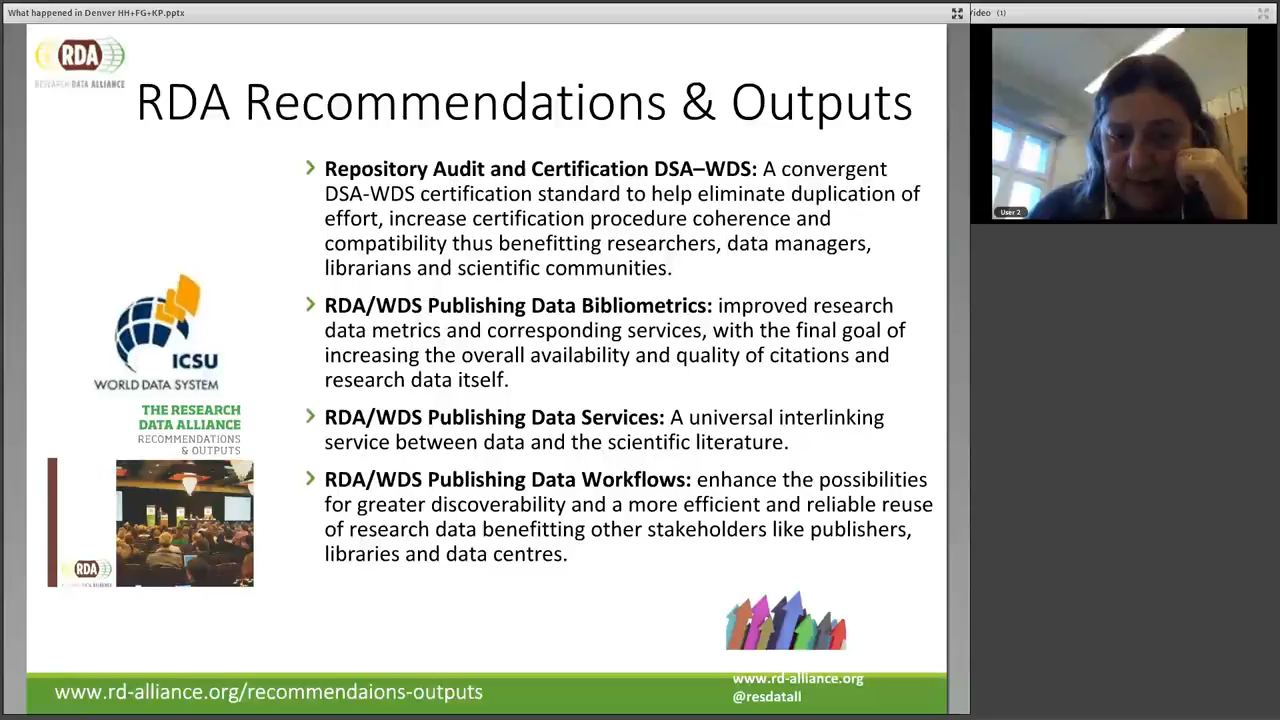 What happened in Denver HH+FG+KP.pptx
Video (1)
RDA
RESEARCH DATA ALLIANCE
RDA Recommendations & Outputs
Repository Audit and Certification DSA–WDS: A convergent
DSA-WDS certification standard to help eliminate duplication of
effort, increase certification procedure coherence and
compatibility thus benefitting researchers, data managers,
librarians and scientific communities.
RDA/WDS Publishing Data Bibliometrics: improved research
data metrics and corresponding services, with the final goal of
increasing the overall availability and quality of citations and
research data itself.
RDA/WDS Publishing Data Services: A universal interlinking
service between data and the scientific literature.
RDA/WDS Publishing Data Workflows: enhance the possibilities
for greater discoverability and a more efficient and reliable reuse
of research data benefitting other stakeholders like publishers,
libraries and data centres.
ICSU
WORLD DATA SYSTEM
THE RESEARCH
DATA ALLIANCE
RECOMMENDATIONS
& OUTPUTS
RDA
User 2
www.rd-alliance.org/recommendaions-outputs
www.rd-alliance.org
@resdatall